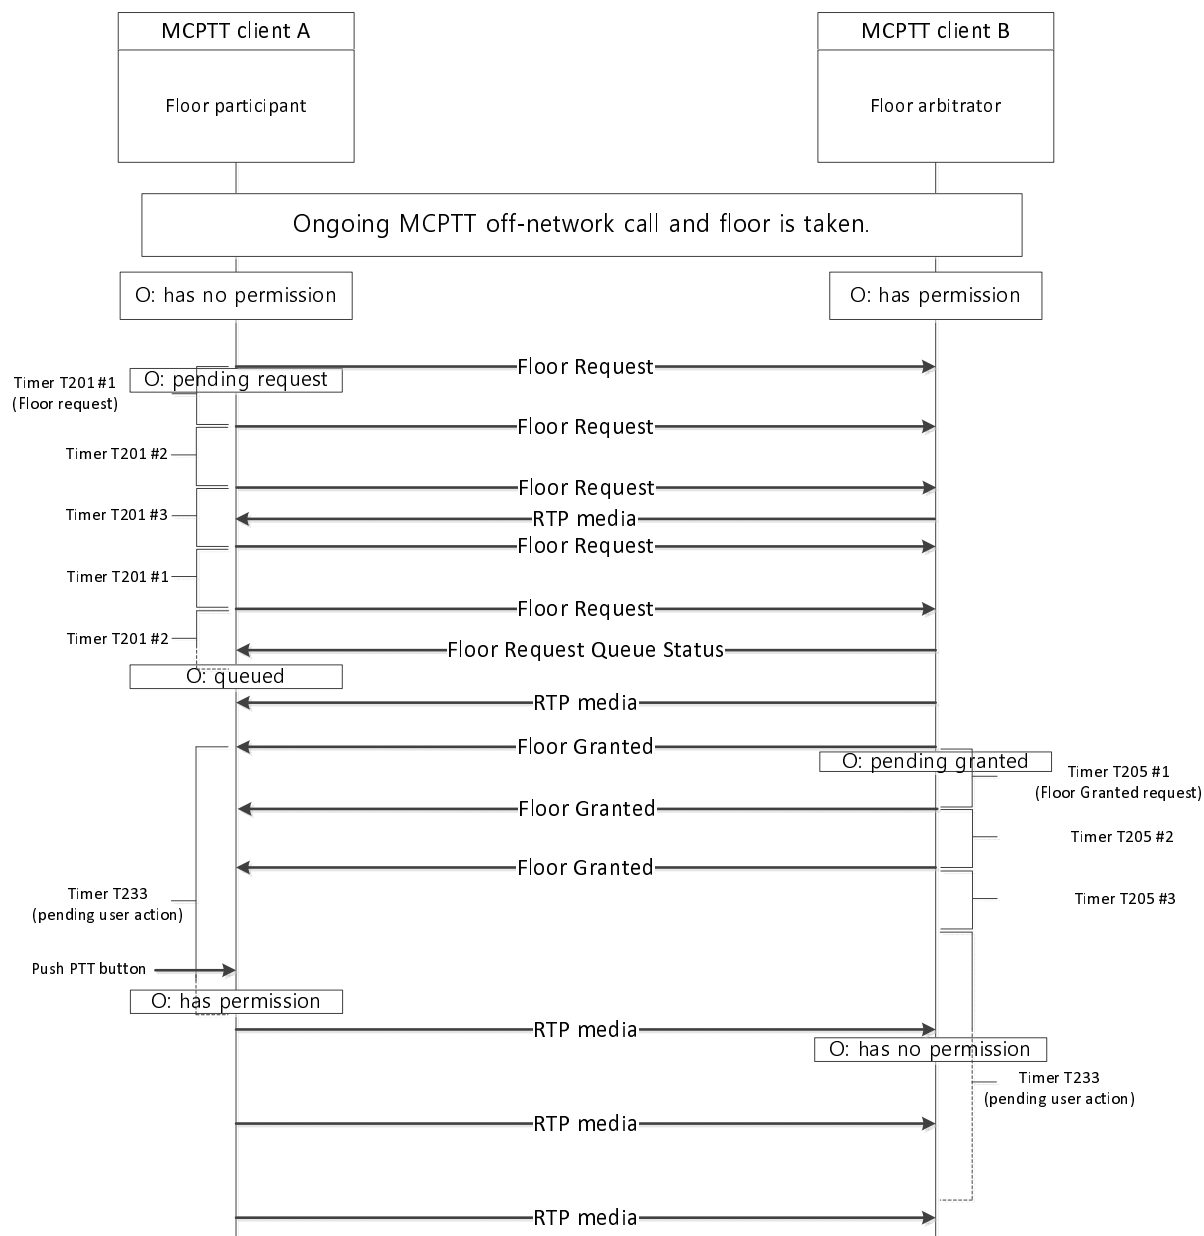 MCPTT client A
MCPTT client B
Floor participant
Floor arbitrator
Ongoing MCPTT off-network call and floor is taken.
O: has no permission
O: has permission
Floor Request
O: pending request
Timer T201 #1
(Floor request)
Floor Request
Timer T201 #2
Floor Request
Timer T201 #3
RTP media
Floor Request
Timer T201 #1
Floor Request
Timer T201 #2
Floor Request Queue Status
O: queued
RTP media
Floor Granted
O: pending granted
Timer T205 #1
(Floor Granted request)
Floor Granted
Timer T205 #2
Floor Granted
Timer T233
(pending user action)
Timer T205 #3
Push PTT button
O: has permission
RTP media
O: has no permission
Timer T233
(pending user action)
RTP media
RTP media